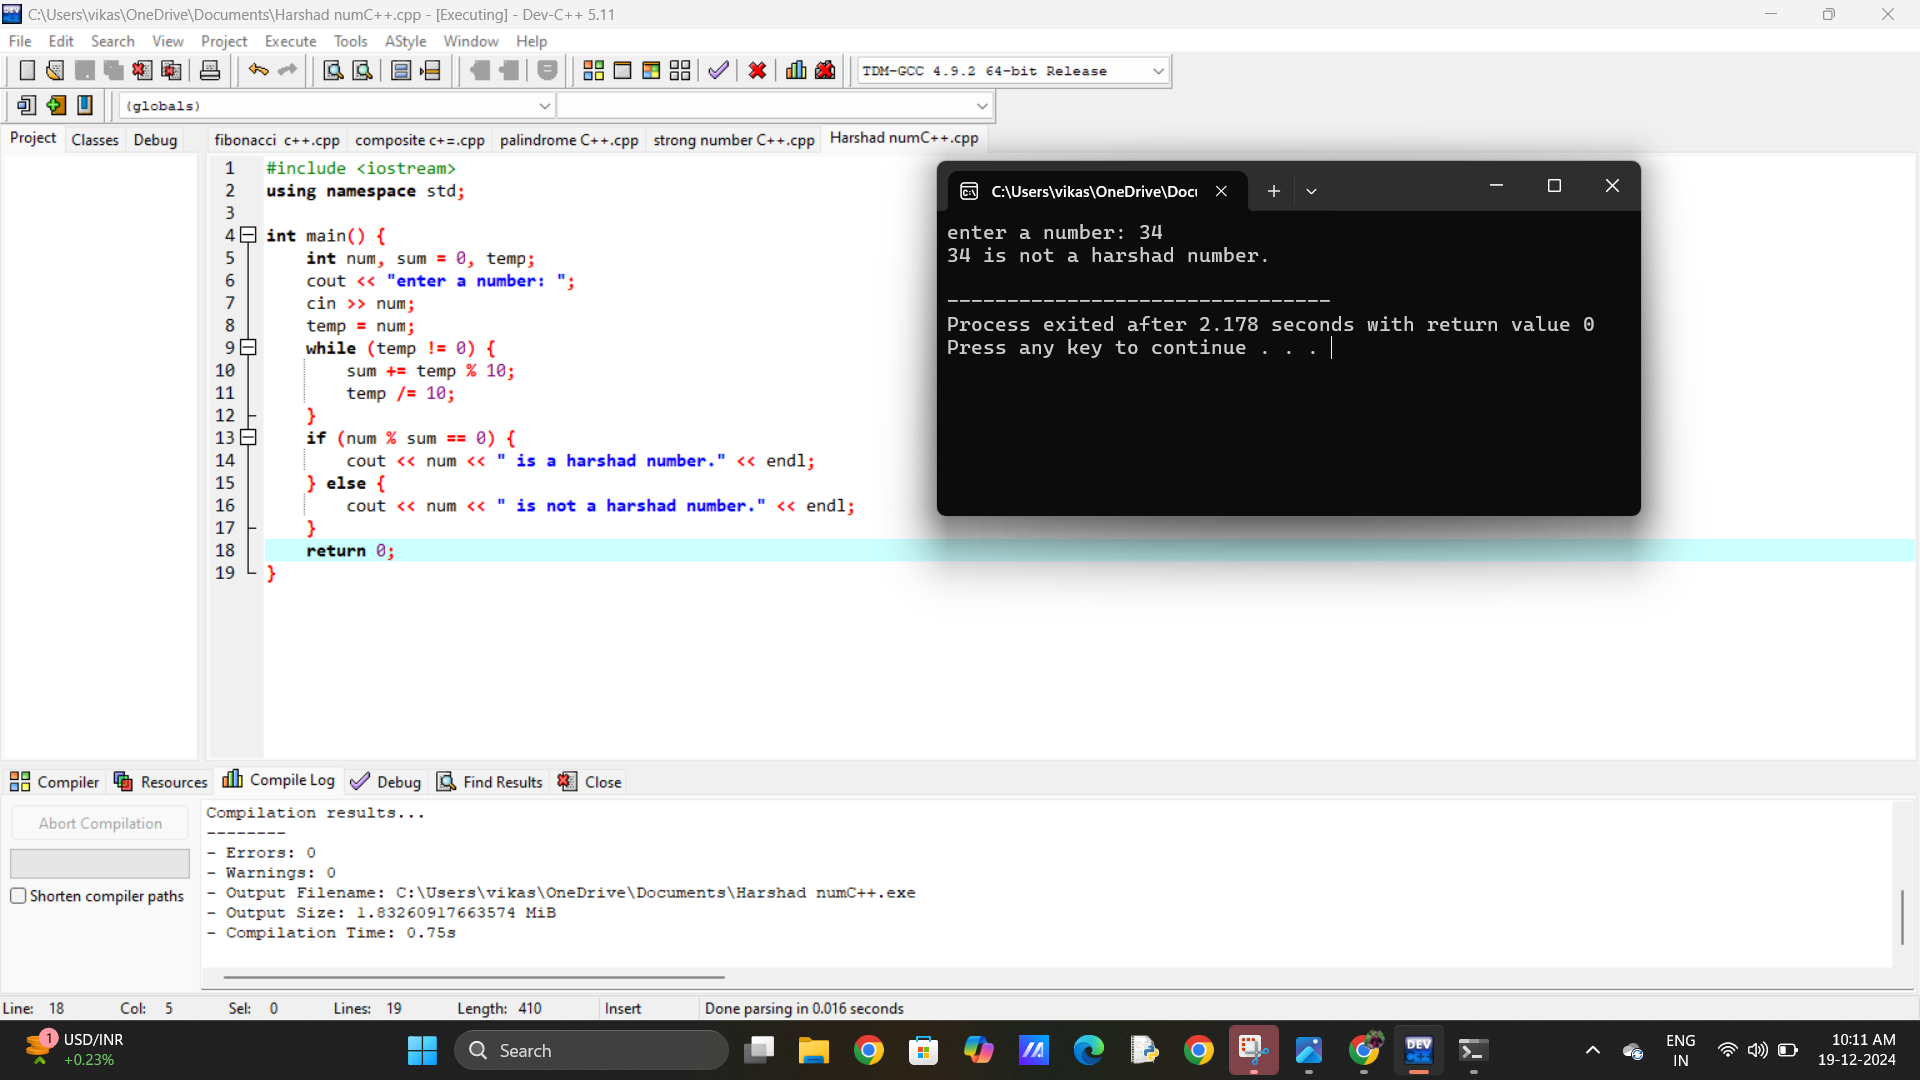 C:\Users\vikas\OneDrive\Documents\Harshad numC++.cpp - [Executing] - Dev-C++ 5.11
File Edit Search View Project Execute Tools AStyle Window Help
TDM-GCC 4.9.2 64-bit Release
(globals)
Project Classes Debug
fibonacci c++.cpp composite c+=.cpp palindrome C++.cpp strong number C++.cpp Harshad numC++.cpp
1 #include <iostream>
2 using namespace std;
3
4 int main() {
5 int num, sum = 0, temp;
6 cout << "enter a number: ";
7 cin >> num;
8 temp = num;
9 while (temp != 0) {
10 sum += temp % 10;
11 temp /= 10;
12 }
13 if (num % sum == 0) {
14 cout << num << " is a harshad number." << endl;
15 } else {
16 cout << num << " is not a harshad number." << endl;
17 }
18 return 0;
19 }
C:\Users\vikas\OneDrive\Docu
enter a number: 34
34 is not a harshad number.
--------------------------------
Process exited after 2.178 seconds with return value 0
Press any key to continue . . .
Compiler Resources Compile Log Debug Find Results Close
Abort Compilation
Shorten compiler paths
Compilation results...
--------
- Errors: 0
- Warnings: 0
- Output Filename: C:\Users\vikas\OneDrive\Documents\Harshad numC++.exe
- Output Size: 1.83260917663574 MiB
- Compilation Time: 0.75s
Line: 18 Col: 5 Sel: 0 Lines: 19 Length: 410 Insert Done parsing in 0.016 seconds
1
USD/INR
+0.23%
Search
DEV
C++
ENG
IN
10:11 AM
19-12-2024